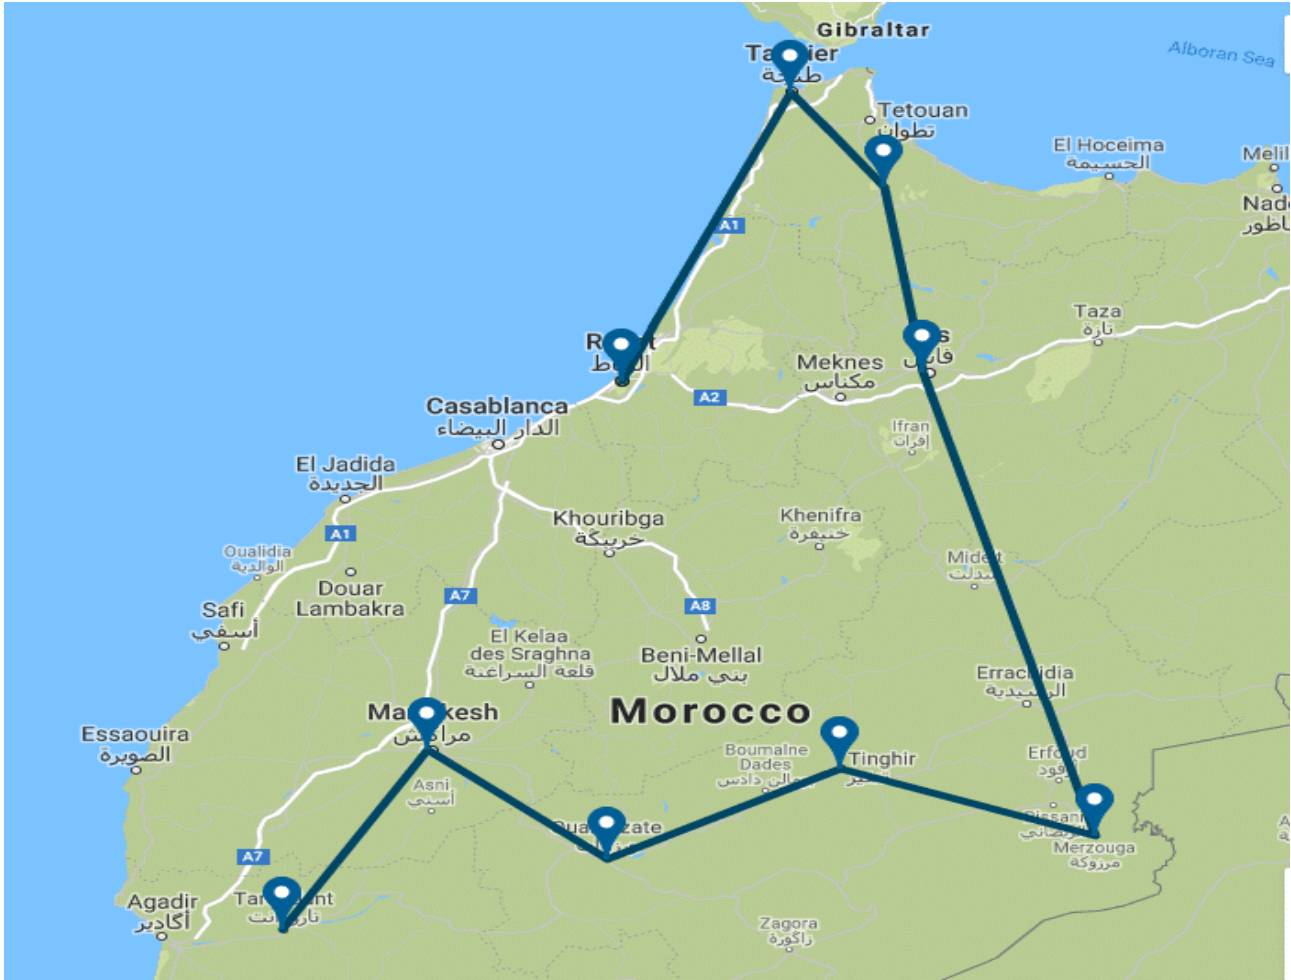 Gibraltar
Alboran Sea
Tetouan
تطوان
El Hoceima
الحسيمة
A1
Taza
تازة
Meknes
مكناس
فاس
A2
Casablanca
الدار البيضاء
Ifran
إفران
El Jadida
الجديدة
Khouribga
خريبگة
Khenifra
خنيفرة
A1
Oualidia
الوالدية
Douar
Lambakra
A7
A8
Safi
أسفي
El Kelaa
des Sraghna
قلعة السراغنة
Beni-Mellal
بني ملال
Morocco
Essaouira
الصويرة
Boumalne
Dades
Tinghir
Asni
أسني
A7
Merzouga
مرزوكة
Agadir
أڭادير
Zagora
زاكورة